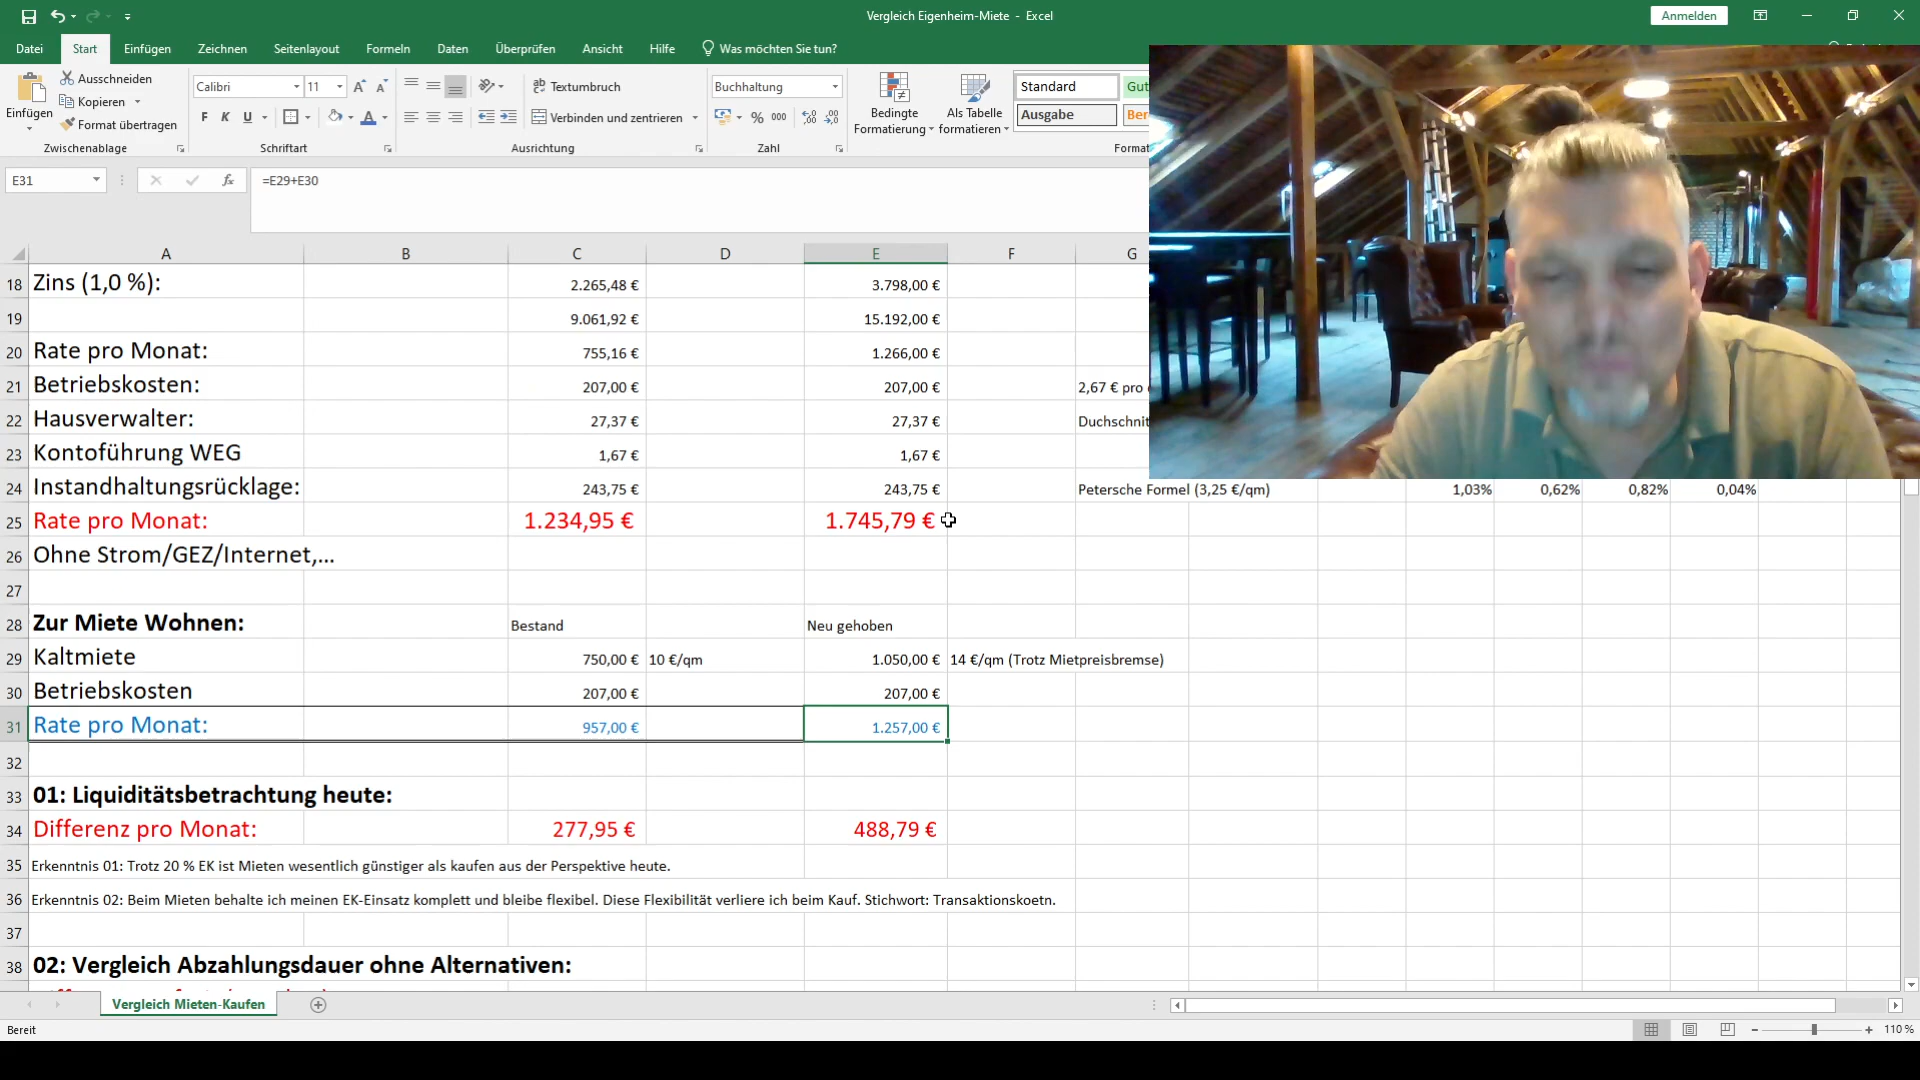 Vergleich Eigenheim-Miete - Excel
Anmelden
Datei Start Einfügen Zeichnen Seitenlayout Formeln Daten Überprüfen Ansicht Hilfe Was möchten Sie tun?
Einfügen
Ausschneiden
Kopieren
Format übertragen
Zwischenablage
Calibri 11
F K U
Schriftart
Textumbruch
Verbinden und zentrieren
Ausrichtung
Buchhaltung
% 000
Zahl
Bedingte
Formatierung
Als Tabelle
formatieren
Standard Gut
Ausgabe Ber
Format
E31 fx =E29+E30
A B C D E F G
18 Zins (1,0 %): 2.265,48 € 3.798,00 €
19 9.061,92 € 15.192,00 €
20 Rate pro Monat: 755,16 € 1.266,00 €
21 Betriebskosten: 207,00 € 207,00 € 2,67 € pro
22 Hausverwalter: 27,37 € 27,37 € Duchschnit
23 Kontoführung WEG 1,67 € 1,67 €
24 Instandhaltungsrücklage: 243,75 € 243,75 € Petersche Formel (3,25 €/qm) 1,03% 0,62% 0,82% 0,04%
25 Rate pro Monat: 1.234,95 € 1.745,79 €
26 Ohne Strom/GEZ/Internet,...
27
28 Zur Miete Wohnen: Bestand Neu gehoben
29 Kaltmiete 750,00 € 10 €/qm 1.050,00 € 14 €/qm (Trotz Mietpreisbremse)
30 Betriebskosten 207,00 € 207,00 €
31 Rate pro Monat: 957,00 € 1.257,00 €
32
33 01: Liquiditätsbetrachtung heute:
34 Differenz pro Monat: 277,95 € 488,79 €
35 Erkenntnis 01: Trotz 20 % EK ist Mieten wesentlich günstiger als kaufen aus der Perspektive heute.
36 Erkenntnis 02: Beim Mieten behalte ich meinen EK-Einsatz komplett und bleibe flexibel. Diese Flexibilität verliere ich beim Kauf. Stichwort: Transaktionskoetn.
37
38 02: Vergleich Abzahlungsdauer ohne Alternativen:
Vergleich Mieten-Kaufen
Bereit
110 %